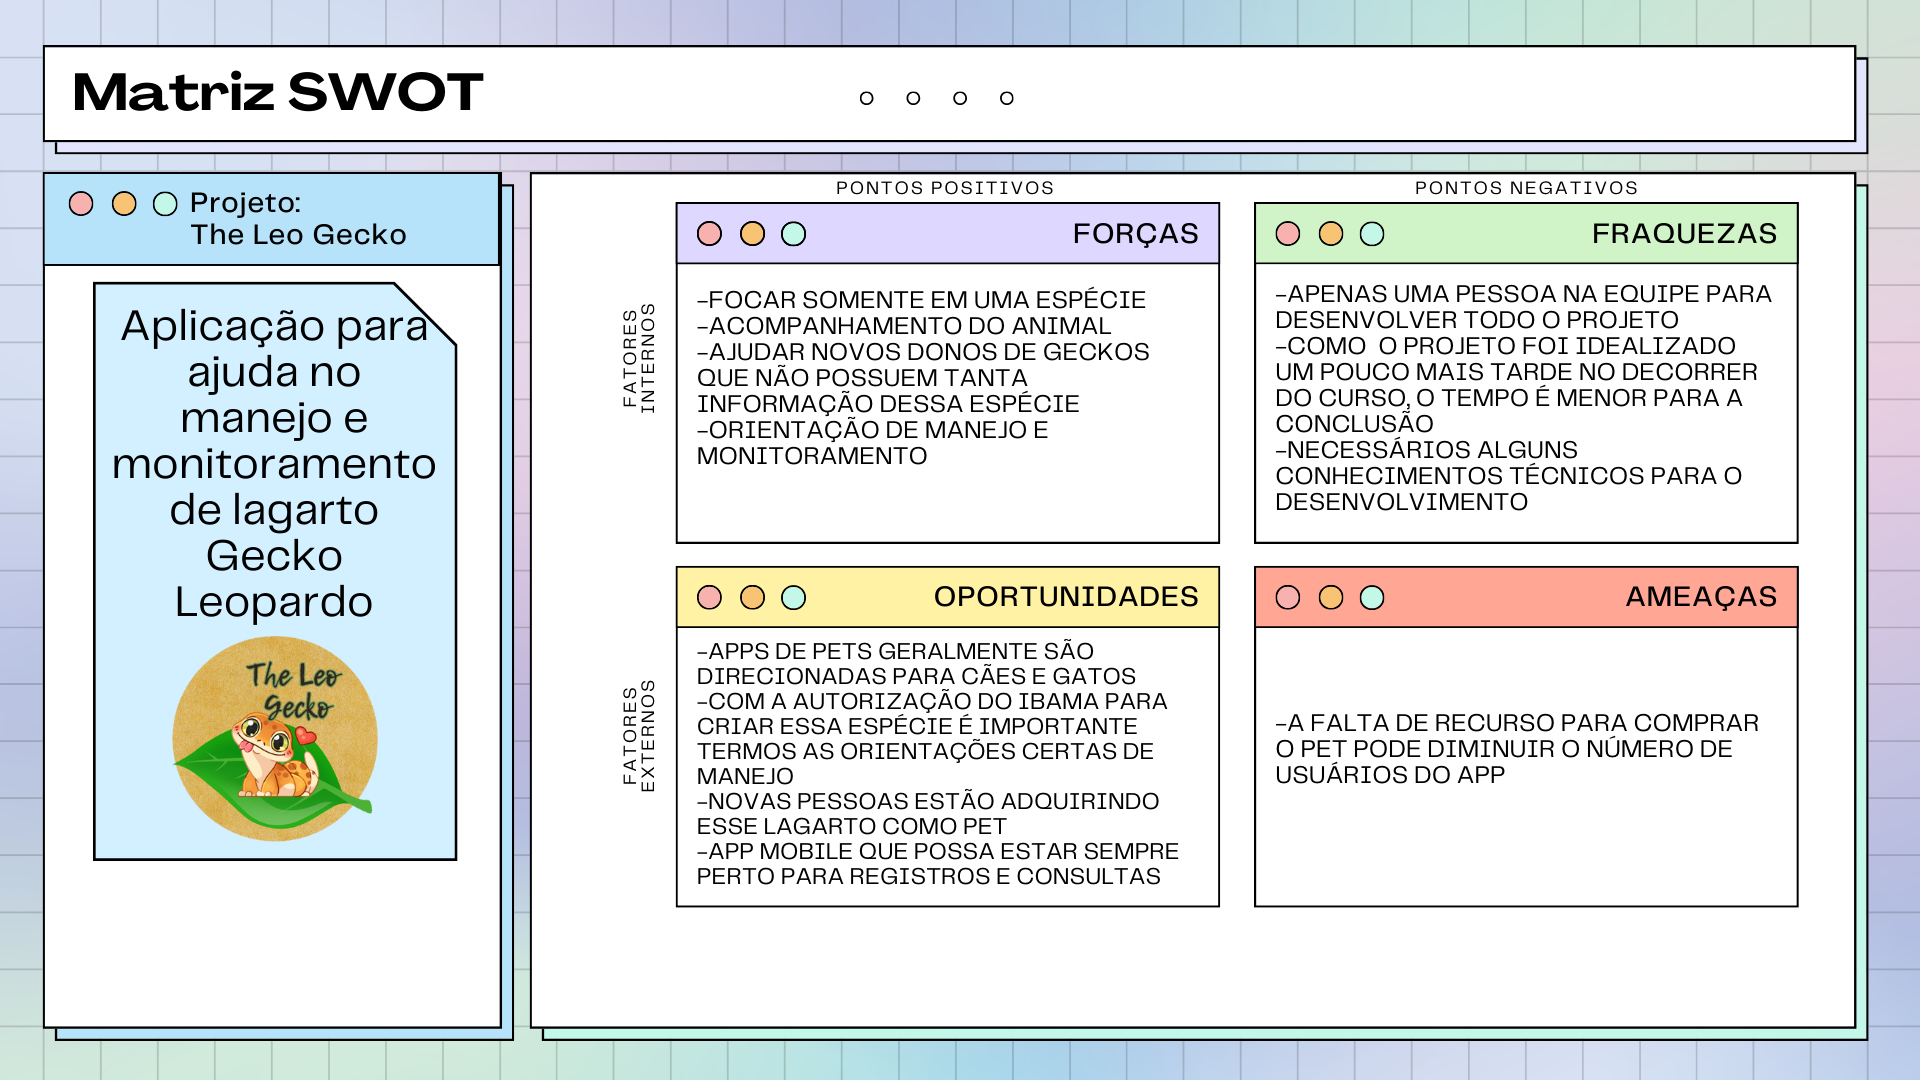 Matriz SWOT
Projeto:
The Leo Gecko
Aplicação para
ajuda no
manejo e
monitoramento
de lagarto
Gecko
Leopardo
The Leo
Gecko
PONTOS POSITIVOS
PONTOS NEGATIVOS
FATORES
INTERNOS
FORÇAS
-FOCAR SOMENTE EM UMA ESPÉCIE
-ACOMPANHAMENTO DO ANIMAL
-AJUDAR NOVOS DONOS DE GECKOS
QUE NÃO POSSUEM TANTA
INFORMAÇÃO DESSA ESPÉCIE
-ORIENTAÇÃO DE MANEJO E
MONITORAMENTO
FRAQUEZAS
-APENAS UMA PESSOA NA EQUIPE PARA
DESENVOLVER TODO O PROJETO
-COMO  O PROJETO FOI IDEALIZADO
UM POUCO MAIS TARDE NO DECORRER
DO CURSO, O TEMPO É MENOR PARA A
CONCLUSÃO
-NECESSÁRIOS ALGUNS
CONHECIMENTOS TÉCNICOS PARA O
DESENVOLVIMENTO
FATORES
EXTERNOS
OPORTUNIDADES
-APPS DE PETS GERALMENTE SÃO
DIRECIONADAS PARA CÃES E GATOS
-COM A AUTORIZAÇÃO DO IBAMA PARA
CRIAR ESSA ESPÉCIE É IMPORTANTE
TERMOS AS ORIENTAÇÕES CERTAS DE
MANEJO
-NOVAS PESSOAS ESTÃO ADQUIRINDO
ESSE LAGARTO COMO PET
-APP MOBILE QUE POSSA ESTAR SEMPRE
PERTO PARA REGISTROS E CONSULTAS
AMEAÇAS
-A FALTA DE RECURSO PARA COMPRAR
O PET PODE DIMINUIR O NÚMERO DE
USUÁRIOS DO APP